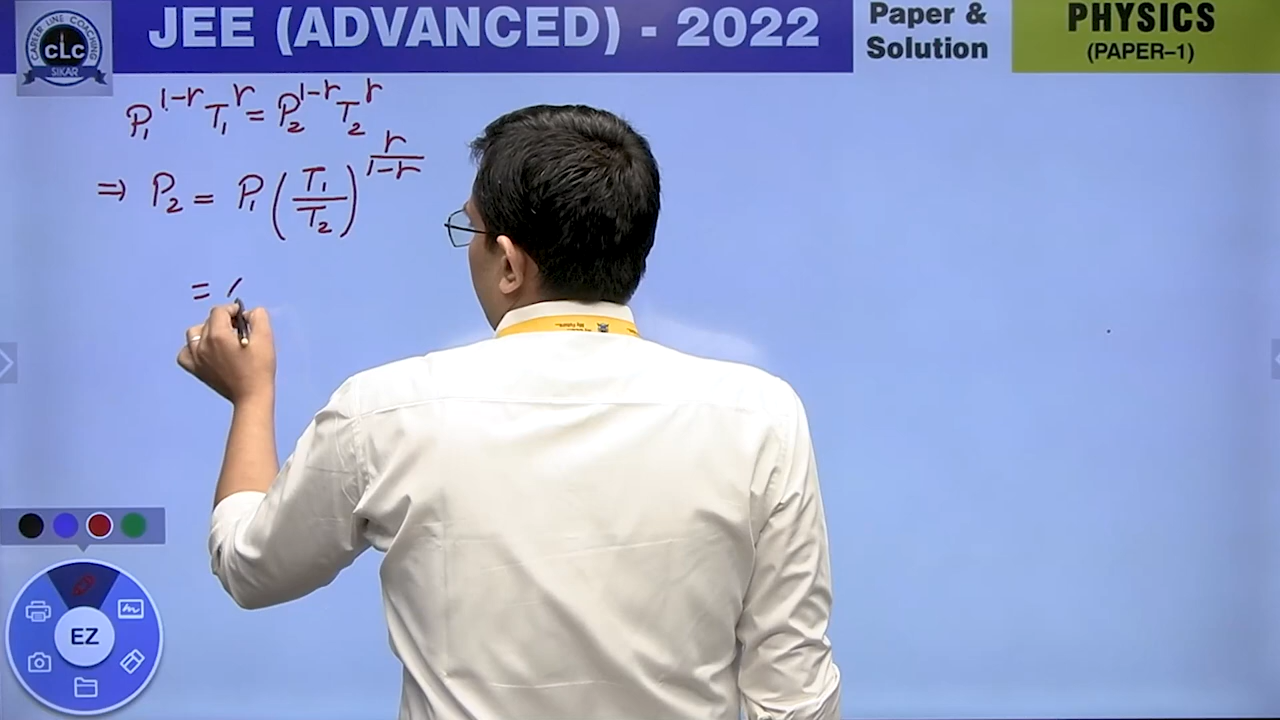 CAREER LINE COACHING
CLC
SIKAR
JEE (ADVANCED) - 2022
Paper &
Solution
PHYSICS
(PAPER–1)
P₁^{1-r} T₁^r = P₂^{1-r} T₂^r
⇒ P₂ = P₁ (T₁/T₂)^{r/1-r}
= (
EZ